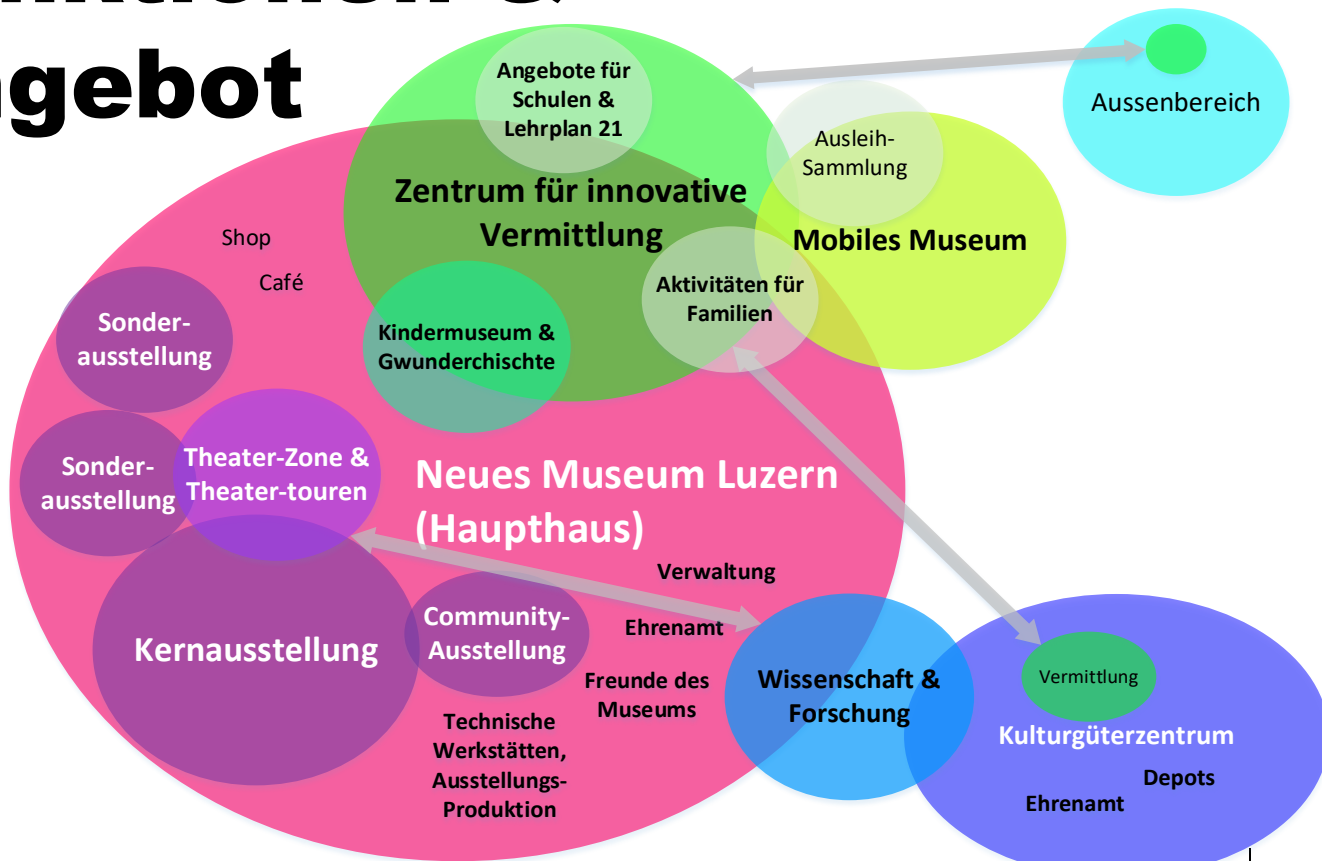 ngebot
Angebote für
Schulen &
Lehrplan 21
Aussenbereich
Ausleih-
Sammlung
Zentrum für innovative
Vermittlung
Mobiles Museum
Shop
Café
Aktivitäten für
Familien
Sonder-
ausstellung
Kindermuseum &
Gwunderchischte
Sonder-
ausstellung
Theater-Zone &
Theater-touren
Neues Museum Luzern
(Haupthaus)
Verwaltung
Ehrenamt
Community-
Ausstellung
Kernausstellung
Freunde des
Museums
Wissenschaft &
Forschung
Vermittlung
Kulturgüterzentrum
Technische
Werkstätten,
Ausstellungs-
Produktion
Depots
Ehrenamt